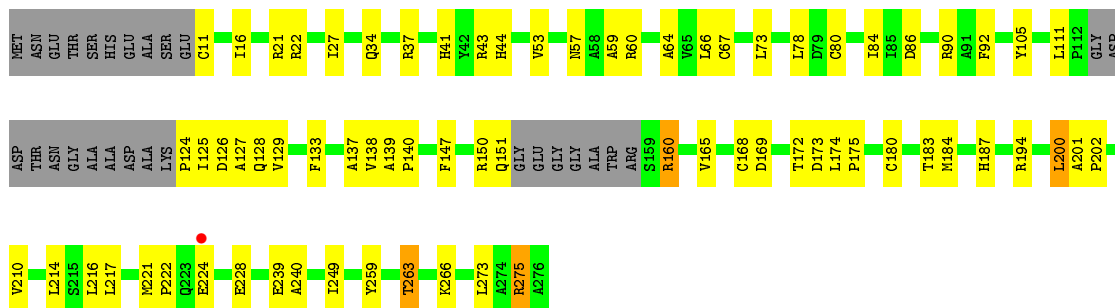 MET ASN GLU THR SER HIS GLU ALA SER GLU C11 I16 R21 R22 I27 Q34 R37 H41 Y42 R43 H44 V53 N57 A58 A59 R60 A64 V65 L66 C67 L73 L78 D79 C80 I84 I85 D86 R90 A91 F92 Y105 L111 P112 GLY ASP
ASP THR ASN GLY ALA ALA ASP ALA LYS P124 I125 D126 A127 Q128 V129 F133 A137 V138 A139 P140 F147 R150 Q151 GLY GLU GLY GLY ALA TRP ARG S159 R160 V165 C168 D169 T172 D173 L174 P175 C180 T183 M184 H187 R194 L200 A201 P202
V210 L214 S215 L216 L217 M221 P222 Q223 E224 E228 E239 A240 I249 Y259 T263 K266 L273 A274 R275 A276